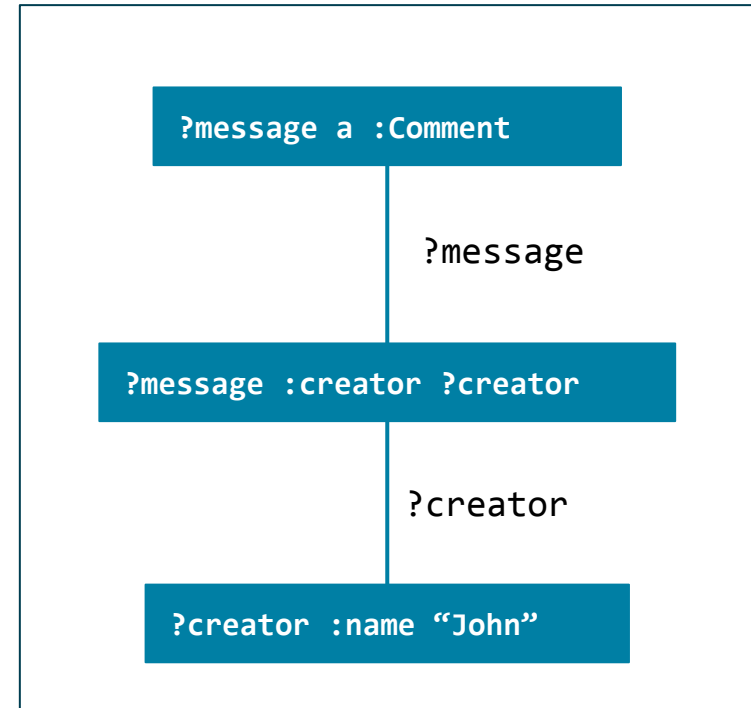 ?message a :Comment
?message
?message :creator ?creator
?creator
?creator :name “John”